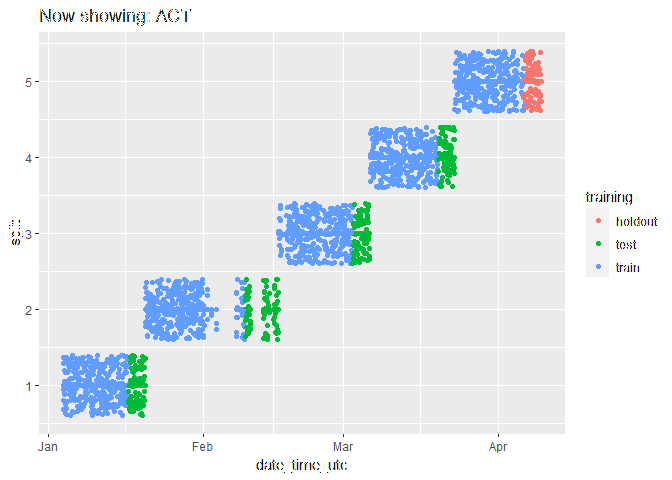 Now showing: ACT
5
4
3
2
1
split
Jan Feb Mar Apr
date_time_utc
training
holdout
test
train